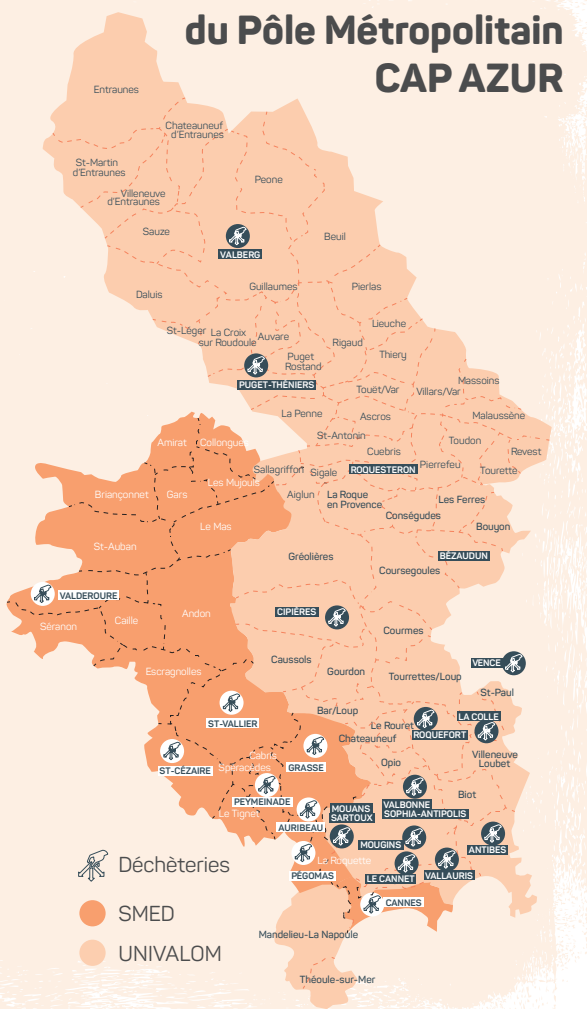 du Pôle Métropolitain
CAP AZUR
Entraunes
Chateauneuf
d'Entraunes
St-Martin
d'Entraunes
Peone
Villeneuve
d'Entraunes
Sauze
Beuil
VALBERG
Guillaumes
Pierlas
Daluis
Lieuche
St-Léger
La Croix
sur Roudoule
Auvare
Rigaud
Puget
Rostand
Thiery
PUGET-THÉNIERS
Touët/Var
Villars/Var
Massoins
La Penne
Ascros
Malaussène
St-Antonin
Toudon
Amirat
Collongue
Cuebris
Revest
Sallagriffon
Sigale
ROQUESTERON
Pierrefeu
Tourette
Les Mujouls
Briançonnet
Gars
Aiglun
La Roque
en Provence
Les Ferres
Conségudes
Le Mas
Bouyon
St-Auban
Gréolières
BÉZAUDUN
Coursegoules
VALDEROURE
Andon
CIPIÈRES
Séranon
Caille
Courmes
Caussols
VENCE
Escragnolles
Gourdon
Tourrettes/Loup
St-Paul
Bar/Loup
ST-VALLIER
LA COLLE
Le Rouret
ROQUEFORT
Chateauneuf
Cabris
Villeneuve
Loubet
ST-CÉZAIRE
Spéracèdes
GRASSE
Opio
PEYMEINADE
Biot
Le Tignet
MOUANS
SARTOUX
VALBONNE
SOPHIA-ANTIPOLIS
AURIBEAU
MOUGINS
ANTIBES
La Roquette
PÉGOMAS
LE CANNET
VALLAURIS
CANNES
Mandelieu-La Napoule
Théoule-sur-Mer
Déchèteries
SMED
UNIVALOM